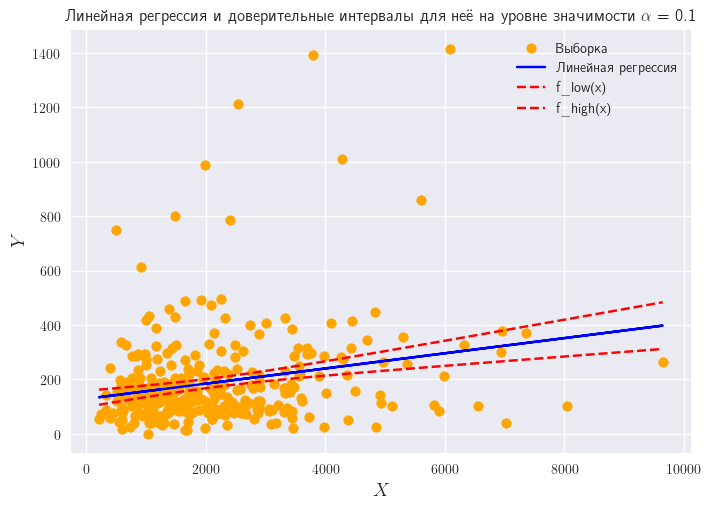 Линейная регрессия и доверительные интервалы для неё на уровне значимости α = 0.1
Выборка
Линейная регрессия
f_low(x)
f_high(x)
1400
1200
1000
800
600
400
200
0
Y
0 2000 4000 6000 8000 10000
X